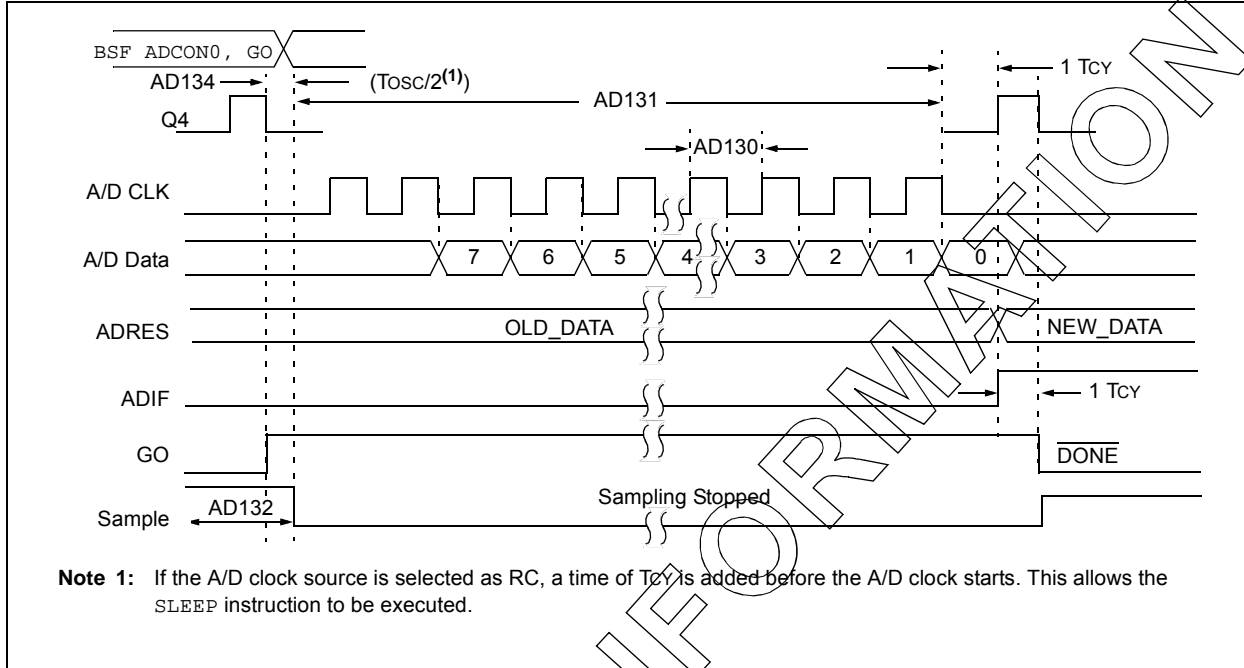 BSF ADCON0, GO
AD134
(TOSC/2(1))
AD131
1 TCY
Q4
AD130
A/D CLK
A/D Data
7 6 5 4 3 2 1 0
ADRES
OLD_DATA
NEW_DATA
ADIF
1 TCY
GO
DONE
Sampling Stopped
AD132
Sample
Note 1: If the A/D clock source is selected as RC, a time of TCY is added before the A/D clock starts. This allows the
SLEEP instruction to be executed.
IFORMATION